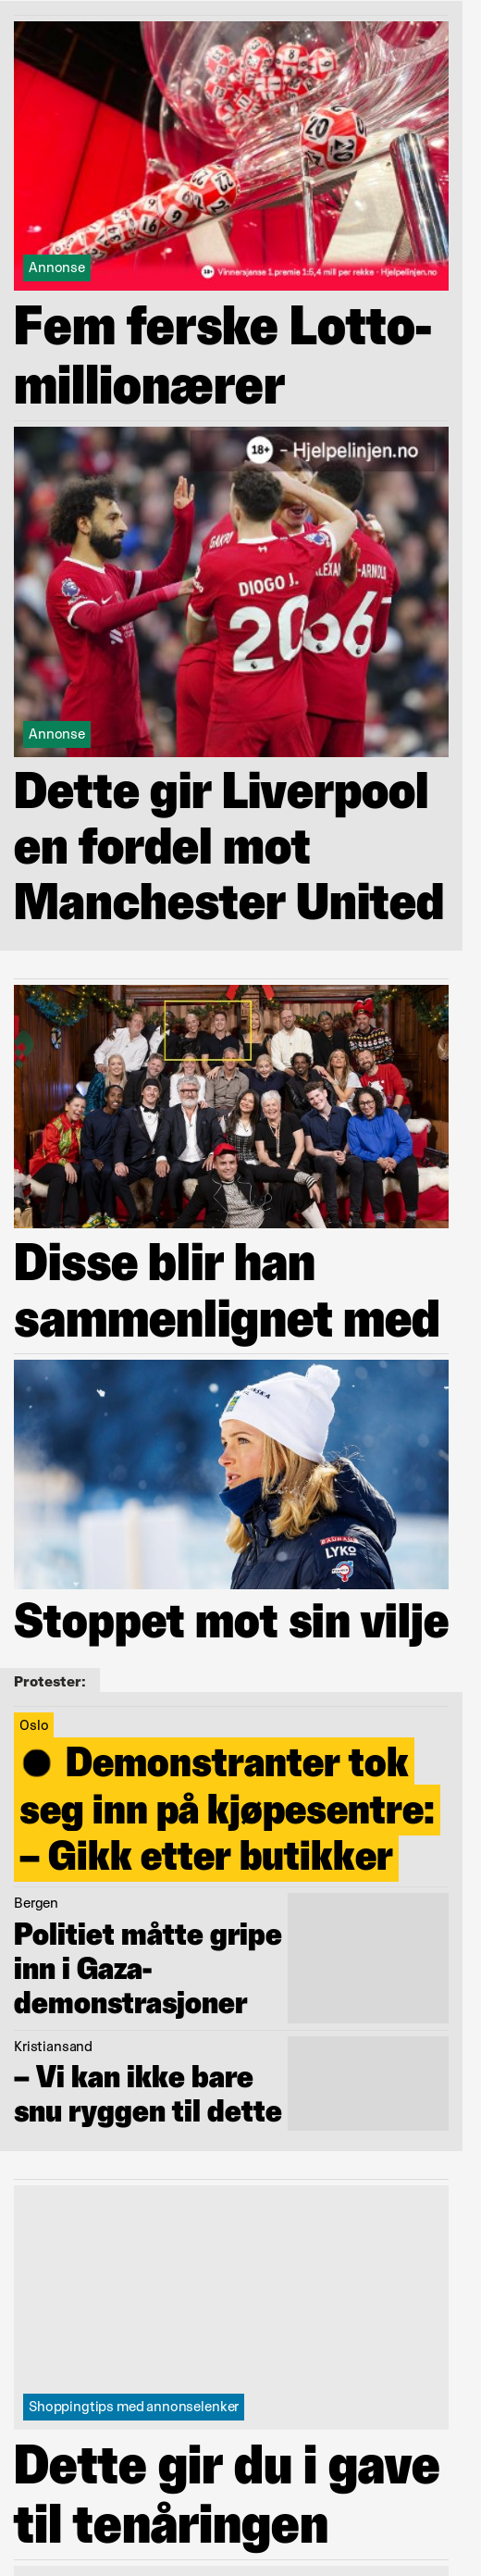 20
20
Annonse
18+ Vinnersjanse 1.premie 1:5,4 mill per rekke - Hjelpelinjen.no
Fem ferske Lotto-
millionærer
18+ - Hjelpelinjen.no
DIOGO J.
20
66
Annonse
Dette gir Liverpool
en fordel mot
Manchester United
Disse blir han
sammenlignet med
LYKO
Stoppet mot sin vilje
Protester:
Oslo
● Demonstranter tok
seg inn på kjøpesentre:
– Gikk etter butikker
Bergen
Politiet måtte gripe
inn i Gaza-
demonstrasjoner
Kristiansand
– Vi kan ikke bare
snu ryggen til dette
Shoppingtips med annonselenker
Dette gir du i gave
til tenåringen